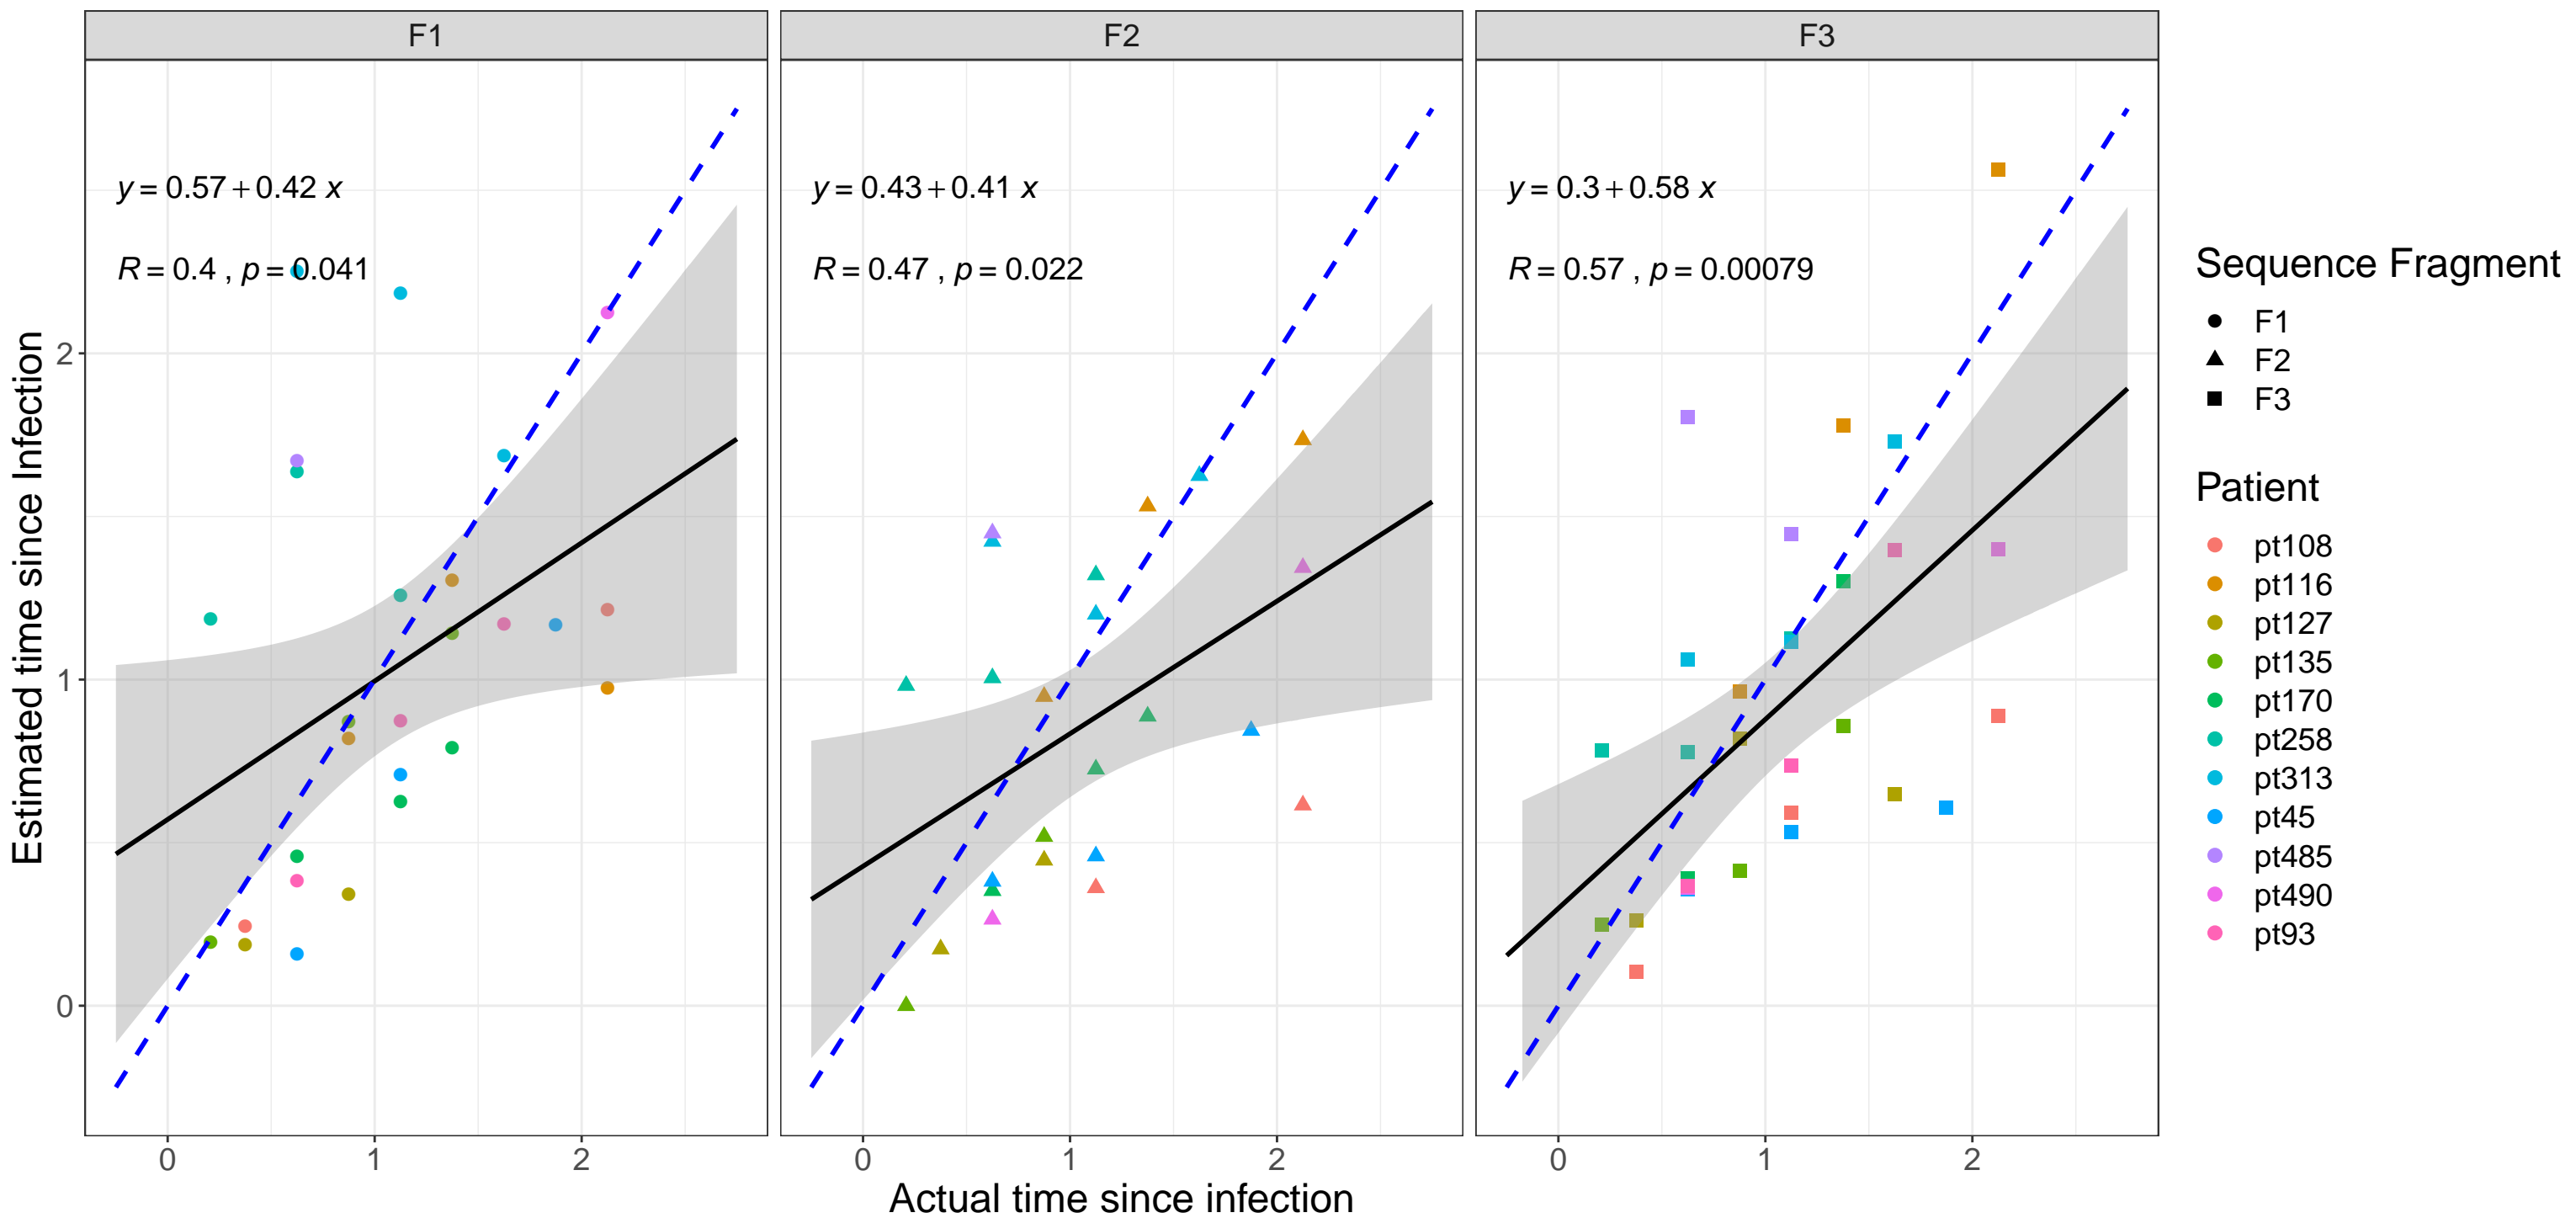 F1
F2
F3
y = 0.57 + 0.42 x
R = 0.4 , p = 0.041
y = 0.43 + 0.41 x
R = 0.47 , p = 0.022
y = 0.3 + 0.58 x
R = 0.57 , p = 0.00079
Estimated time since Infection
2
1
0
0 1 2
0 1 2
0 1 2
Actual time since infection
Sequence Fragment
F1
F2
F3
Patient
pt108
pt116
pt127
pt135
pt170
pt258
pt313
pt45
pt485
pt490
pt93